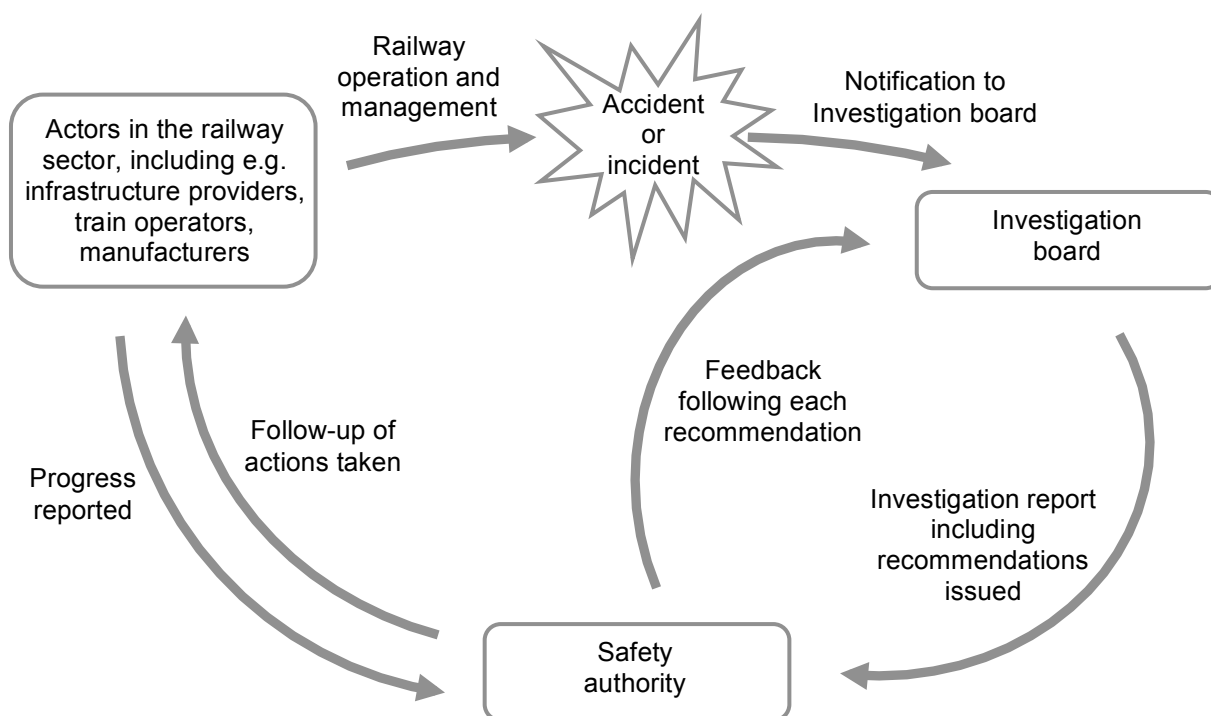 Railway
operation and
management
Accident
or
incident
Notification to
Investigation board
Actors in the railway
sector, including e.g.
infrastructure providers,
train operators,
manufacturers
Investigation
board
Feedback
following each
recommendation
Follow-up of
actions taken
Progress
reported
Investigation report
including
recommendations
issued
Safety
authority